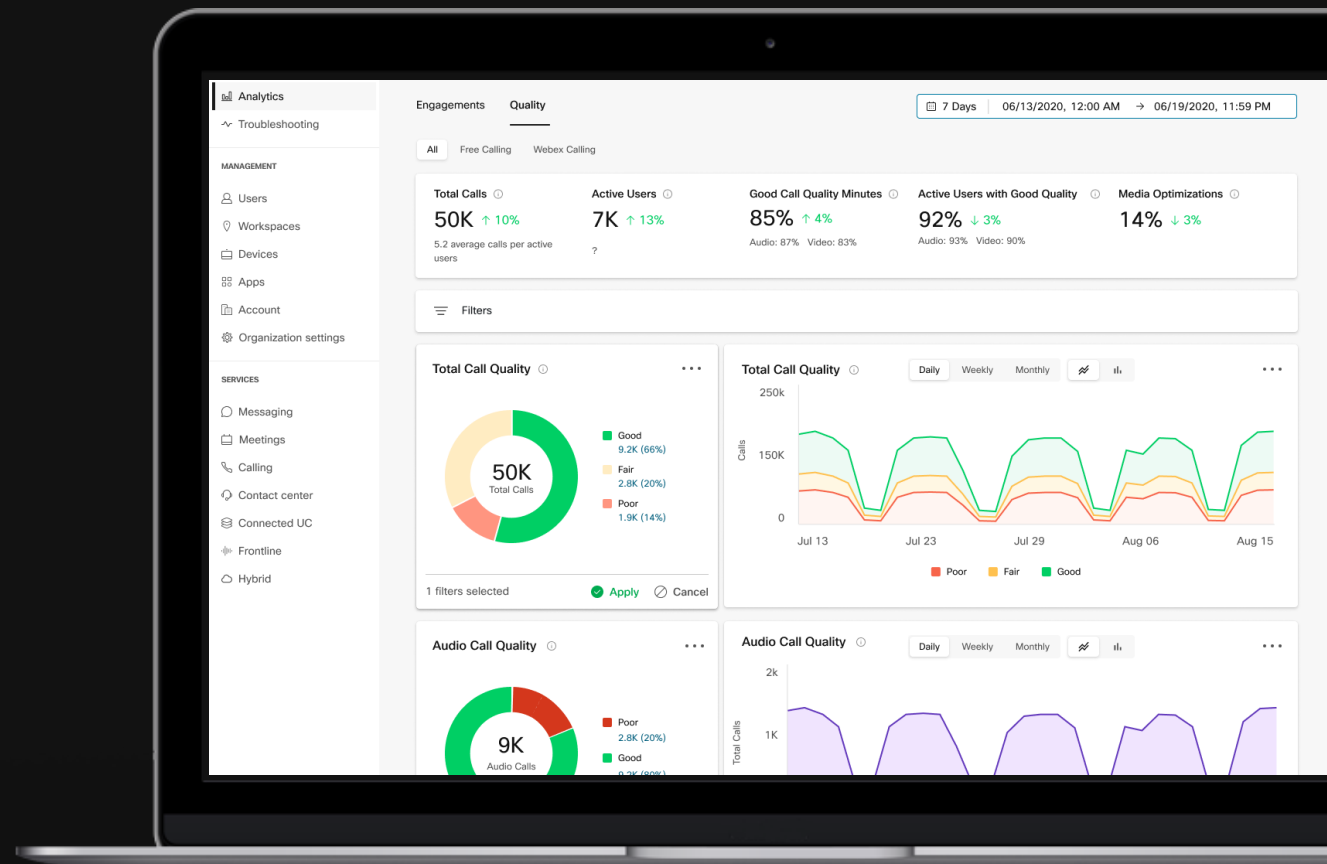 Analytics
Troubleshooting
MANAGEMENT
Users
Workspaces
Devices
Apps
Account
Organization settings
SERVICES
Messaging
Meetings
Calling
Contact center
Connected UC
Frontline
Hybrid
Engagements Quality
7 Days 06/13/2020, 12:00 AM → 06/19/2020, 11:59 PM
All Free Calling Webex Calling
Total Calls
50K ↑ 10%
5.2 average calls per active
users
Active Users
7K ↑ 13%
?
Good Call Quality Minutes
85% ↑ 4%
Audio: 87% Video: 83%
Active Users with Good Quality
92% ↓ 3%
Audio: 93% Video: 90%
Media Optimizations
14% ↓ 3%
Filters
Total Call Quality
50K
Total Calls
Good
9.2K (66%)
Fair
2.8K (20%)
Poor
1.9K (14%)
1 filters selected Apply Cancel
Total Call Quality Daily Weekly Monthly
250k
150K
0
Calls
Jul 13 Jul 23 Jul 29 Aug 06 Aug 15
Poor Fair Good
Audio Call Quality
9K
Audio Calls
Poor
2.8K (20%)
Good
9.2K (80%)
Audio Call Quality Daily Weekly Monthly
2k
1K
Total Calls